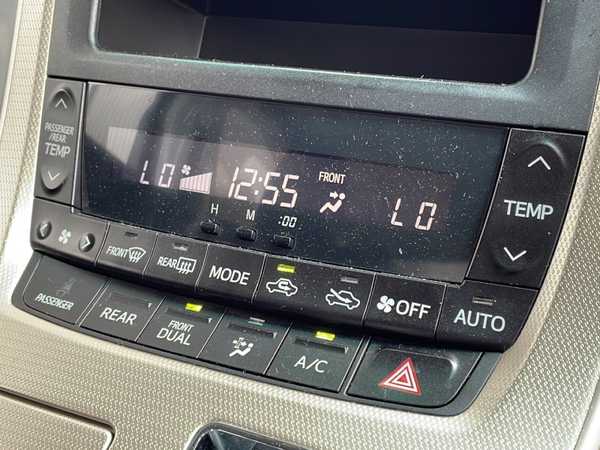 PASSENGER
/REAR
TEMP
LO
12:55
FRONT
LO
H
M
:00
TEMP
FRONT
REAR
MODE
OFF
AUTO
PASSENGER
REAR
FRONT
DUAL
A/C